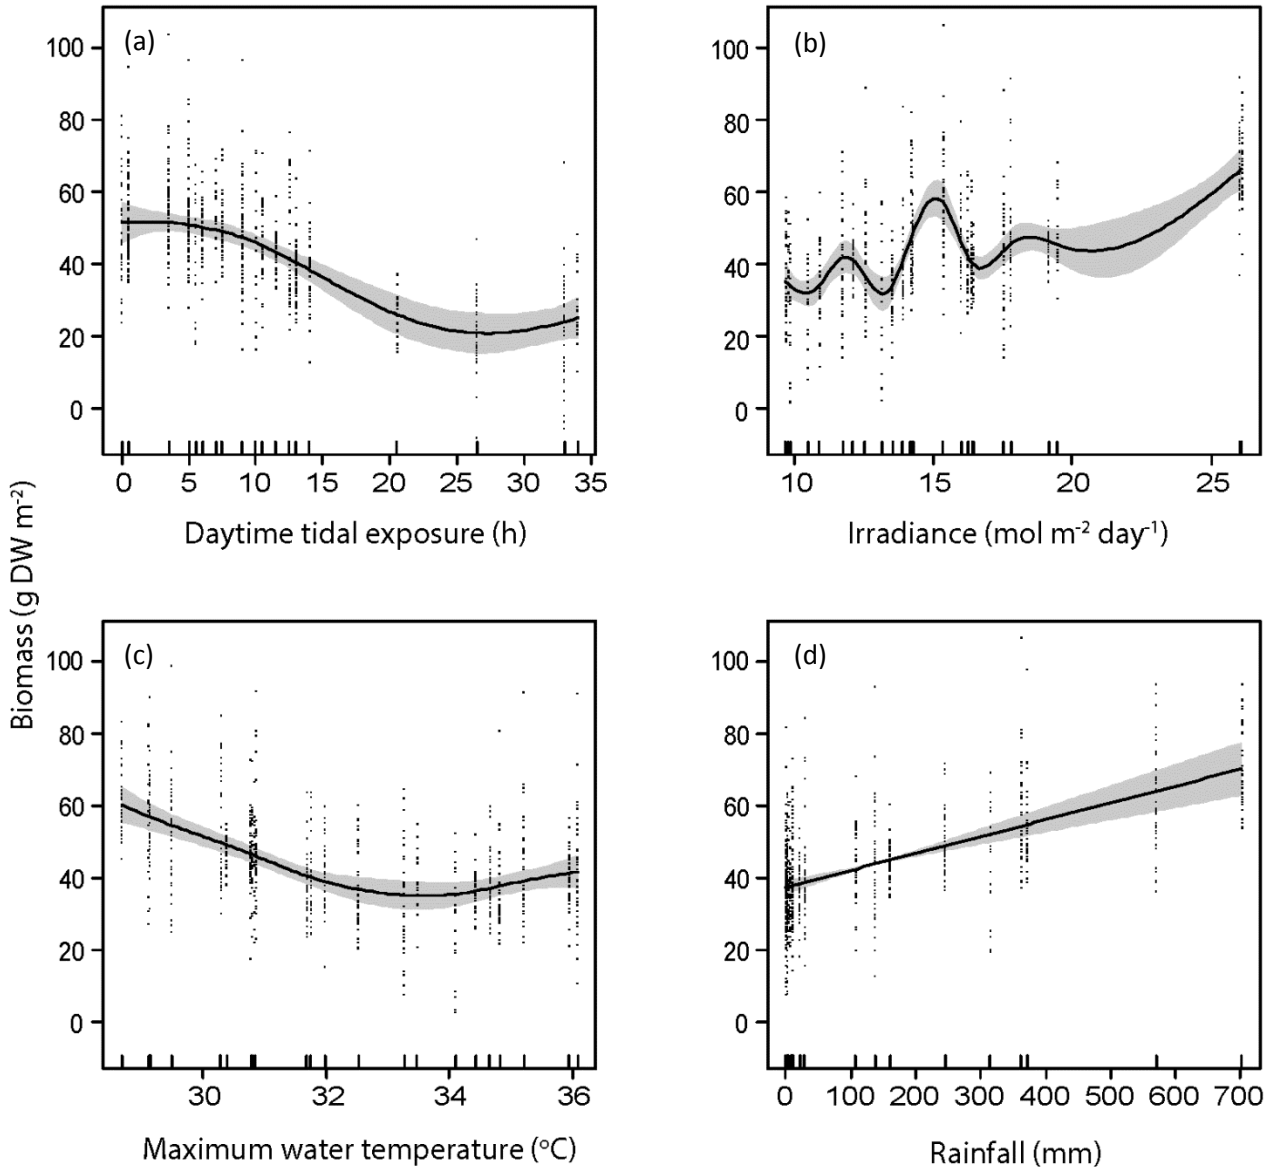 (a)
100
80
60
40
20
0
0 5 10 15 20 25 30 35
Daytime tidal exposure (h)
(b)
100
80
60
40
20
0
10 15 20 25
Irradiance (mol m⁻² day⁻¹)
Biomass (g DW m⁻²)
(c)
100
80
60
40
20
0
30 32 34 36
Maximum water temperature (°C)
(d)
100
80
60
40
20
0
0 100 200 300 400 500 600 700
Rainfall (mm)